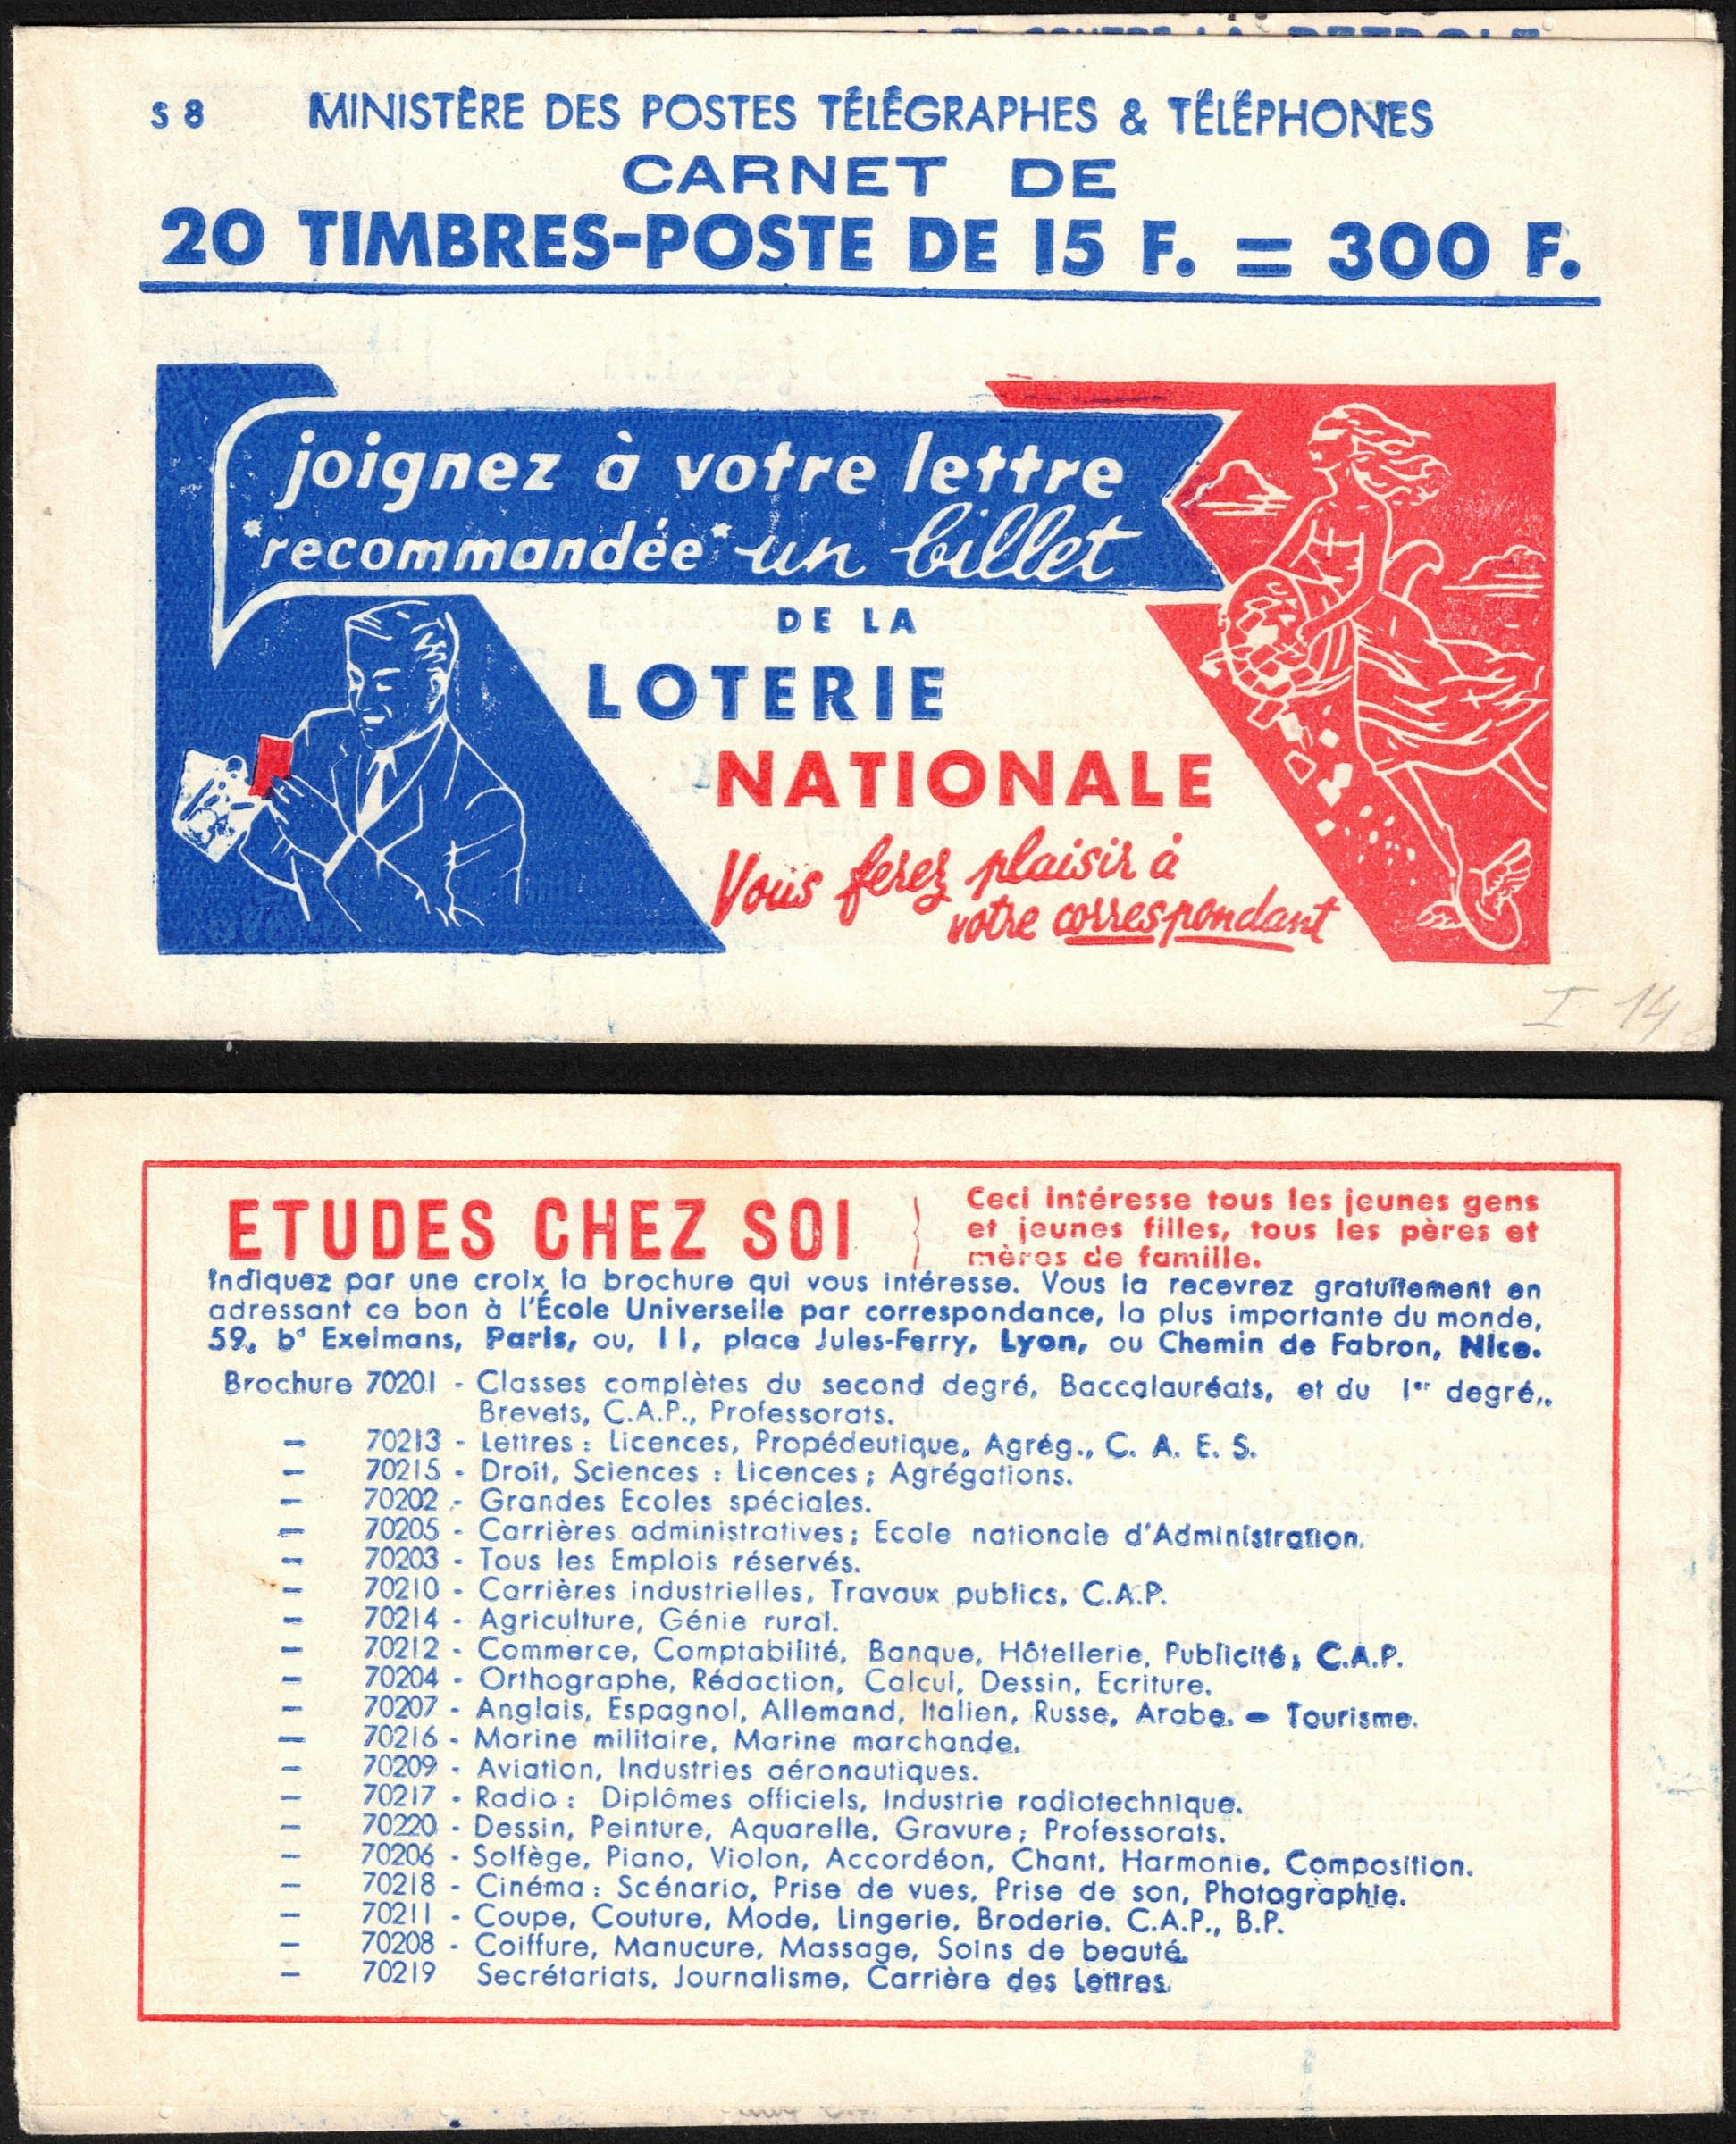 S 8 MINISTÈRE DES POSTES TÉLÉGRAPHES & TÉLÉPHONES
CARNET DE
20 TIMBRES-POSTE DE 15 F. = 300 F.
joignez à votre lettre
"recommandée" un billet
DE LA
LOTERIE
NATIONALE
Vous ferez plaisir à
votre correspondant
I 14
ETUDES CHEZ SOI
Ceci intéresse tous les jeunes gens
et jeunes filles, tous les pères et
mères de famille.
Indiquez par une croix la brochure qui vous intéresse. Vous la recevrez gratuitement en
adressant ce bon à l'École Universelle par correspondance, la plus importante du monde,
59, bd Exelmans, Paris, ou, 11, place Jules-Ferry, Lyon, ou Chemin de Fabron, Nice.
Brochure 70201 - Classes complètes du second degré, Baccalauréats, et du 1er degré,.
Brevets, C.A.P., Professorats.
— 70213 - Lettres : Licences, Propédeutique, Agrég., C. A. E. S.
— 70215 - Droit, Sciences : Licences ; Agrégations.
— 70202 - Grandes Ecoles spéciales.
— 70205 - Carrières administratives ; Ecole nationale d'Administration.
— 70203 - Tous les Emplois réservés.
— 70210 - Carrières industrielles, Travaux publics, C.A.P.
— 70214 - Agriculture, Génie rural.
— 70212 - Commerce, Comptabilité, Banque, Hôtellerie, Publicité, C.A.P.
— 70204 - Orthographe, Rédaction, Calcul, Dessin, Ecriture.
— 70207 - Anglais, Espagnol, Allemand, Italien, Russe, Arabe. — Tourisme.
— 70216 - Marine militaire, Marine marchande.
— 70209 - Aviation, Industries aéronautiques.
— 70217 - Radio : Diplômes officiels, Industrie radiotechnique.
— 70220 - Dessin, Peinture, Aquarelle, Gravure ; Professorats.
— 70206 - Solfège, Piano, Violon, Accordéon, Chant, Harmonie, Composition.
— 70218 - Cinéma : Scénario, Prise de vues, Prise de son, Photographie.
— 70211 - Coupe, Couture, Mode, Lingerie, Broderie. C.A.P., B.P.
— 70208 - Coiffure, Manucure, Massage, Soins de beauté.
— 70219 Secrétariats, Journalisme, Carrière des Lettres.